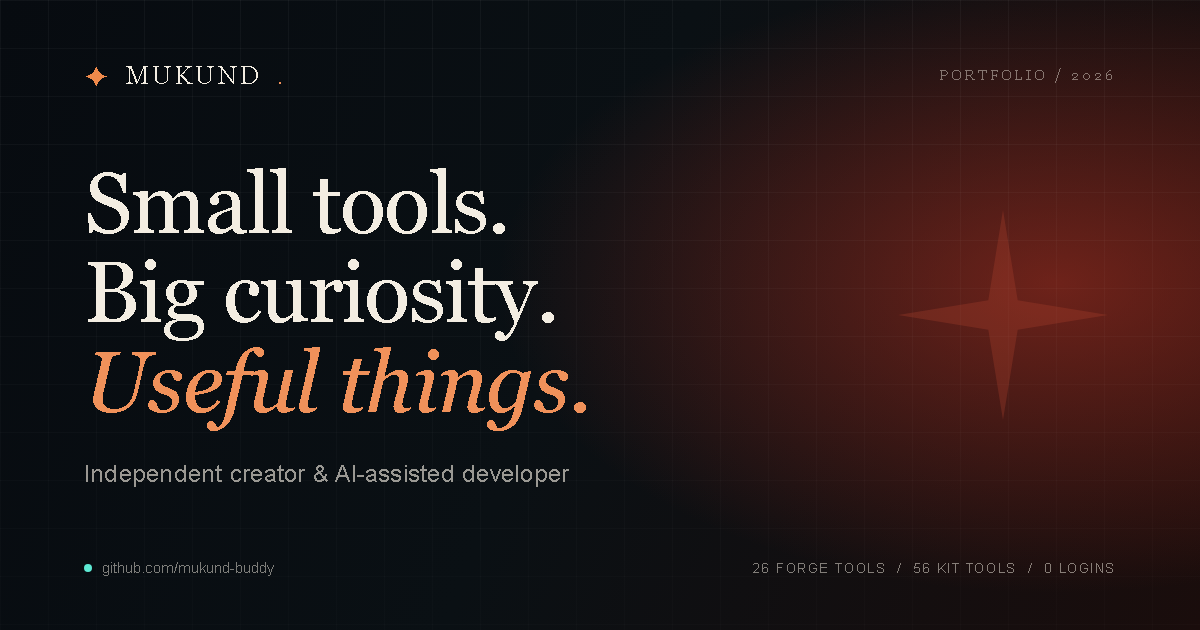 MUKUND .
PORTFOLIO / 2026
Small tools.
Big curiosity.
Useful things.
Independent creator & AI-assisted developer
github.com/mukund-buddy
26 FORGE TOOLS / 56 KIT TOOLS / 0 LOGINS